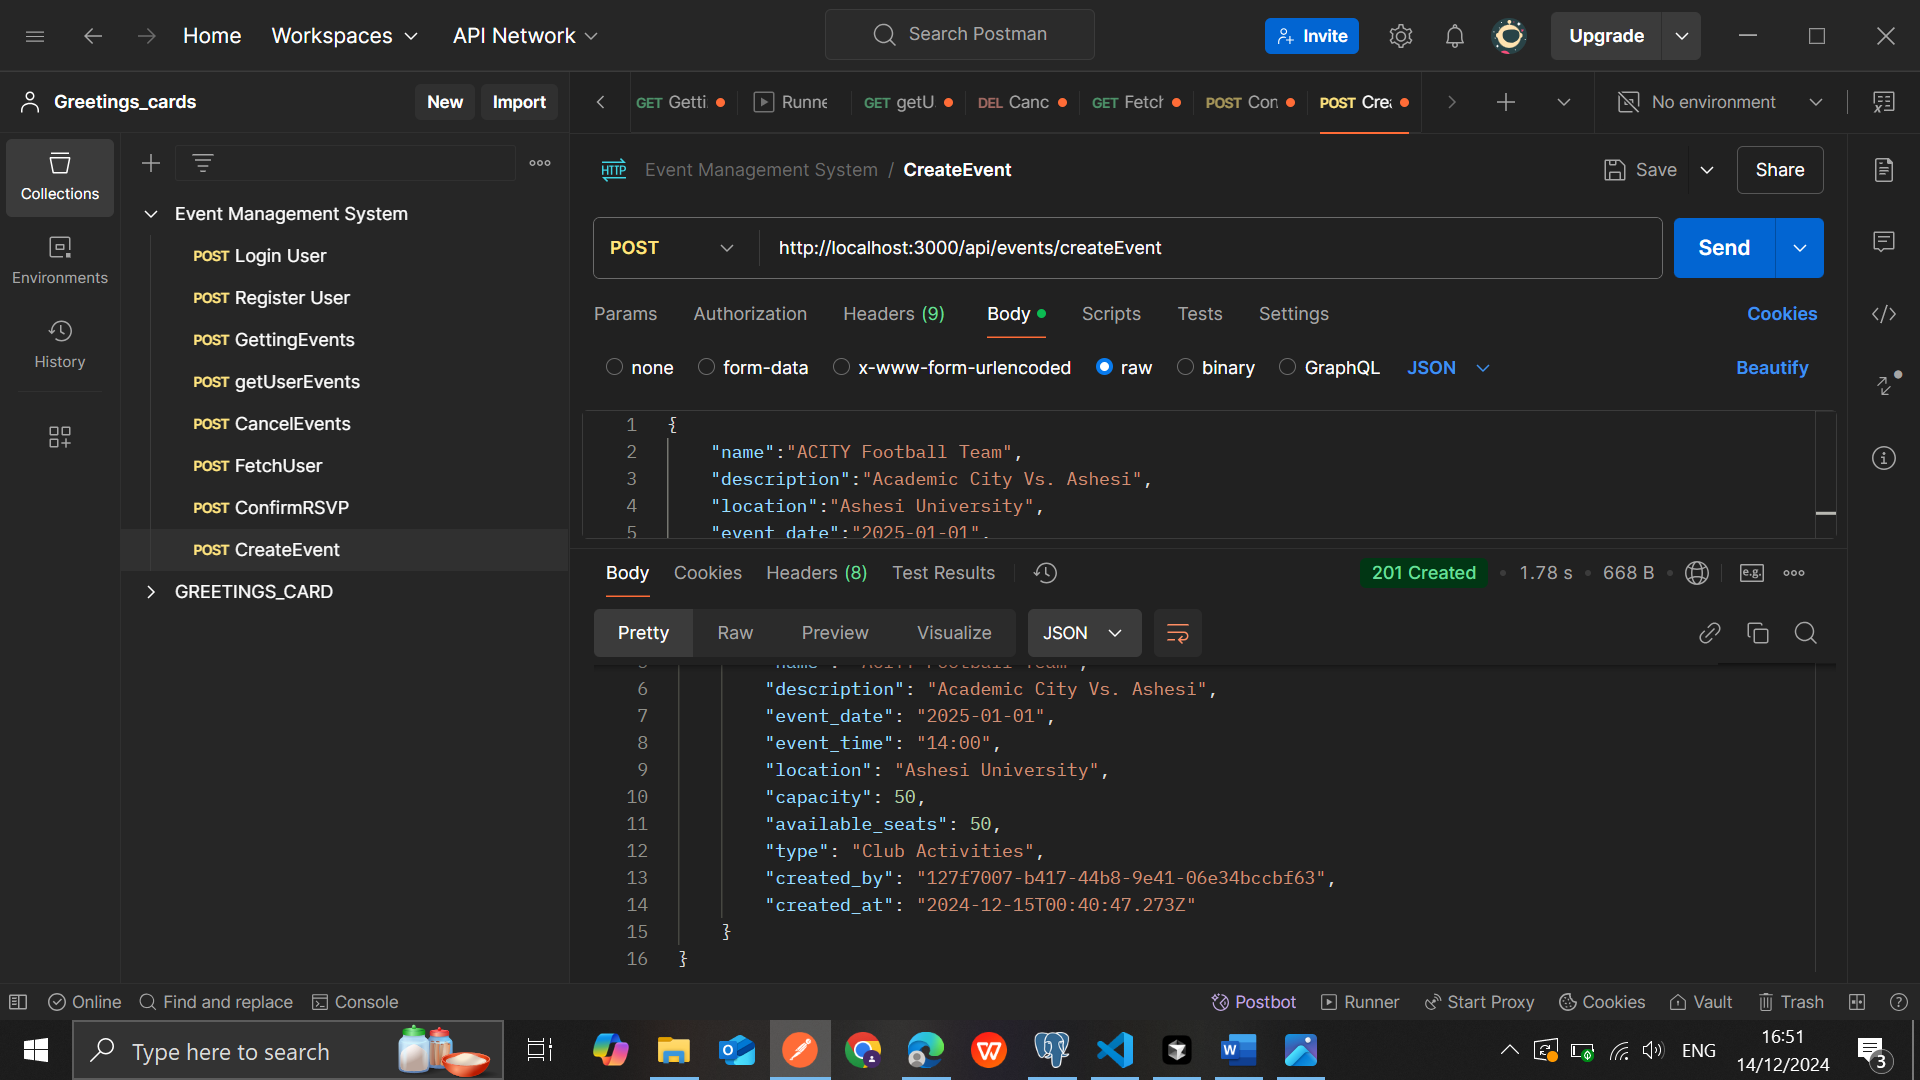 Home
Workspaces
API Network
Search Postman
Invite
Upgrade
Greetings_cards
New
Import
GET Getti
Runne
GET getU
DEL Canc
GET Fetch
POST Con
POST Crea
No environment
Collections
Environments
History
Event Management System
POST Login User
POST Register User
POST GettingEvents
POST getUserEvents
POST CancelEvents
POST FetchUser
POST ConfirmRSVP
POST CreateEvent
GREETINGS_CARD
HTTP Event Management System / CreateEvent
Save
Share
POST
http://localhost:3000/api/events/createEvent
Send
Params
Authorization
Headers (9)
Body
Scripts
Tests
Settings
Cookies
none
form-data
x-www-form-urlencoded
raw
binary
GraphQL
JSON
Beautify
1 {
2 "name":"ACITY Football Team",
3 "description":"Academic City Vs. Ashesi",
4 "location":"Ashesi University",
5 "event_date":"2025-01-01",
Body
Cookies
Headers (8)
Test Results
201 Created
1.78 s
668 B
e.g.
Pretty
Raw
Preview
Visualize
JSON
5 "name": "ACITY Football Team",
6 "description": "Academic City Vs. Ashesi",
7 "event_date": "2025-01-01",
8 "event_time": "14:00",
9 "location": "Ashesi University",
10 "capacity": 50,
11 "available_seats": 50,
12 "type": "Club Activities",
13 "created_by": "127f7007-b417-44b8-9e41-06e34bccbf63",
14 "created_at": "2024-12-15T00:40:47.273Z"
15 }
16 }
Online
Find and replace
Console
Postbot
Runner
Start Proxy
Cookies
Vault
Trash
Type here to search
ENG
16:51
14/12/2024
3